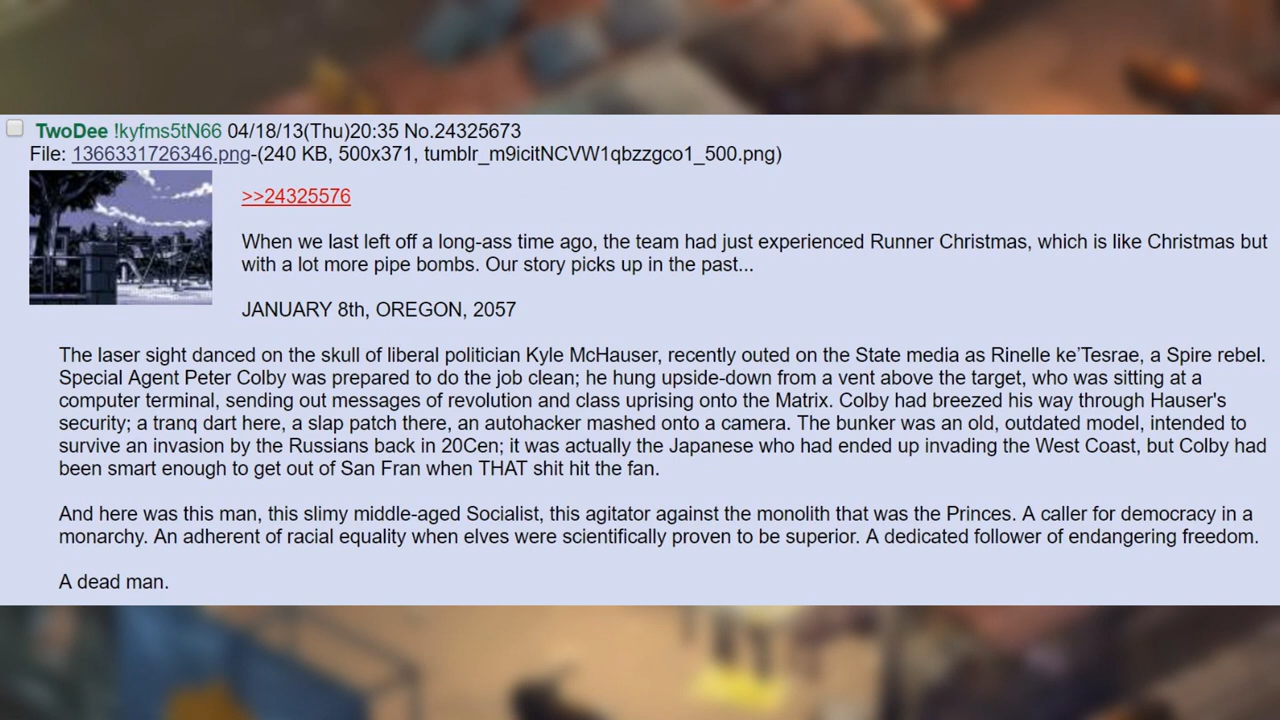 TwoDee !kyfms5tN66 04/18/13(Thu)20:35 No.24325673
File: 1366331726346.png-(240 KB, 500x371, tumblr_m9icitNCVW1qbzzgco1_500.png)
>>24325576
When we last left off a long-ass time ago, the team had just experienced Runner Christmas, which is like Christmas but
with a lot more pipe bombs. Our story picks up in the past...
JANUARY 8th, OREGON, 2057
The laser sight danced on the skull of liberal politician Kyle McHauser, recently outed on the State media as Rinelle ke'Tesrae, a Spire rebel.
Special Agent Peter Colby was prepared to do the job clean; he hung upside-down from a vent above the target, who was sitting at a
computer terminal, sending out messages of revolution and class uprising onto the Matrix. Colby had breezed his way through Hauser's
security; a tranq dart here, a slap patch there, an autohacker mashed onto a camera. The bunker was an old, outdated model, intended to
survive an invasion by the Russians back in 20Cen; it was actually the Japanese who had ended up invading the West Coast, but Colby had
been smart enough to get out of San Fran when THAT shit hit the fan.
And here was this man, this slimy middle-aged Socialist, this agitator against the monolith that was the Princes. A caller for democracy in a
monarchy. An adherent of racial equality when elves were scientifically proven to be superior. A dedicated follower of endangering freedom.
A dead man.